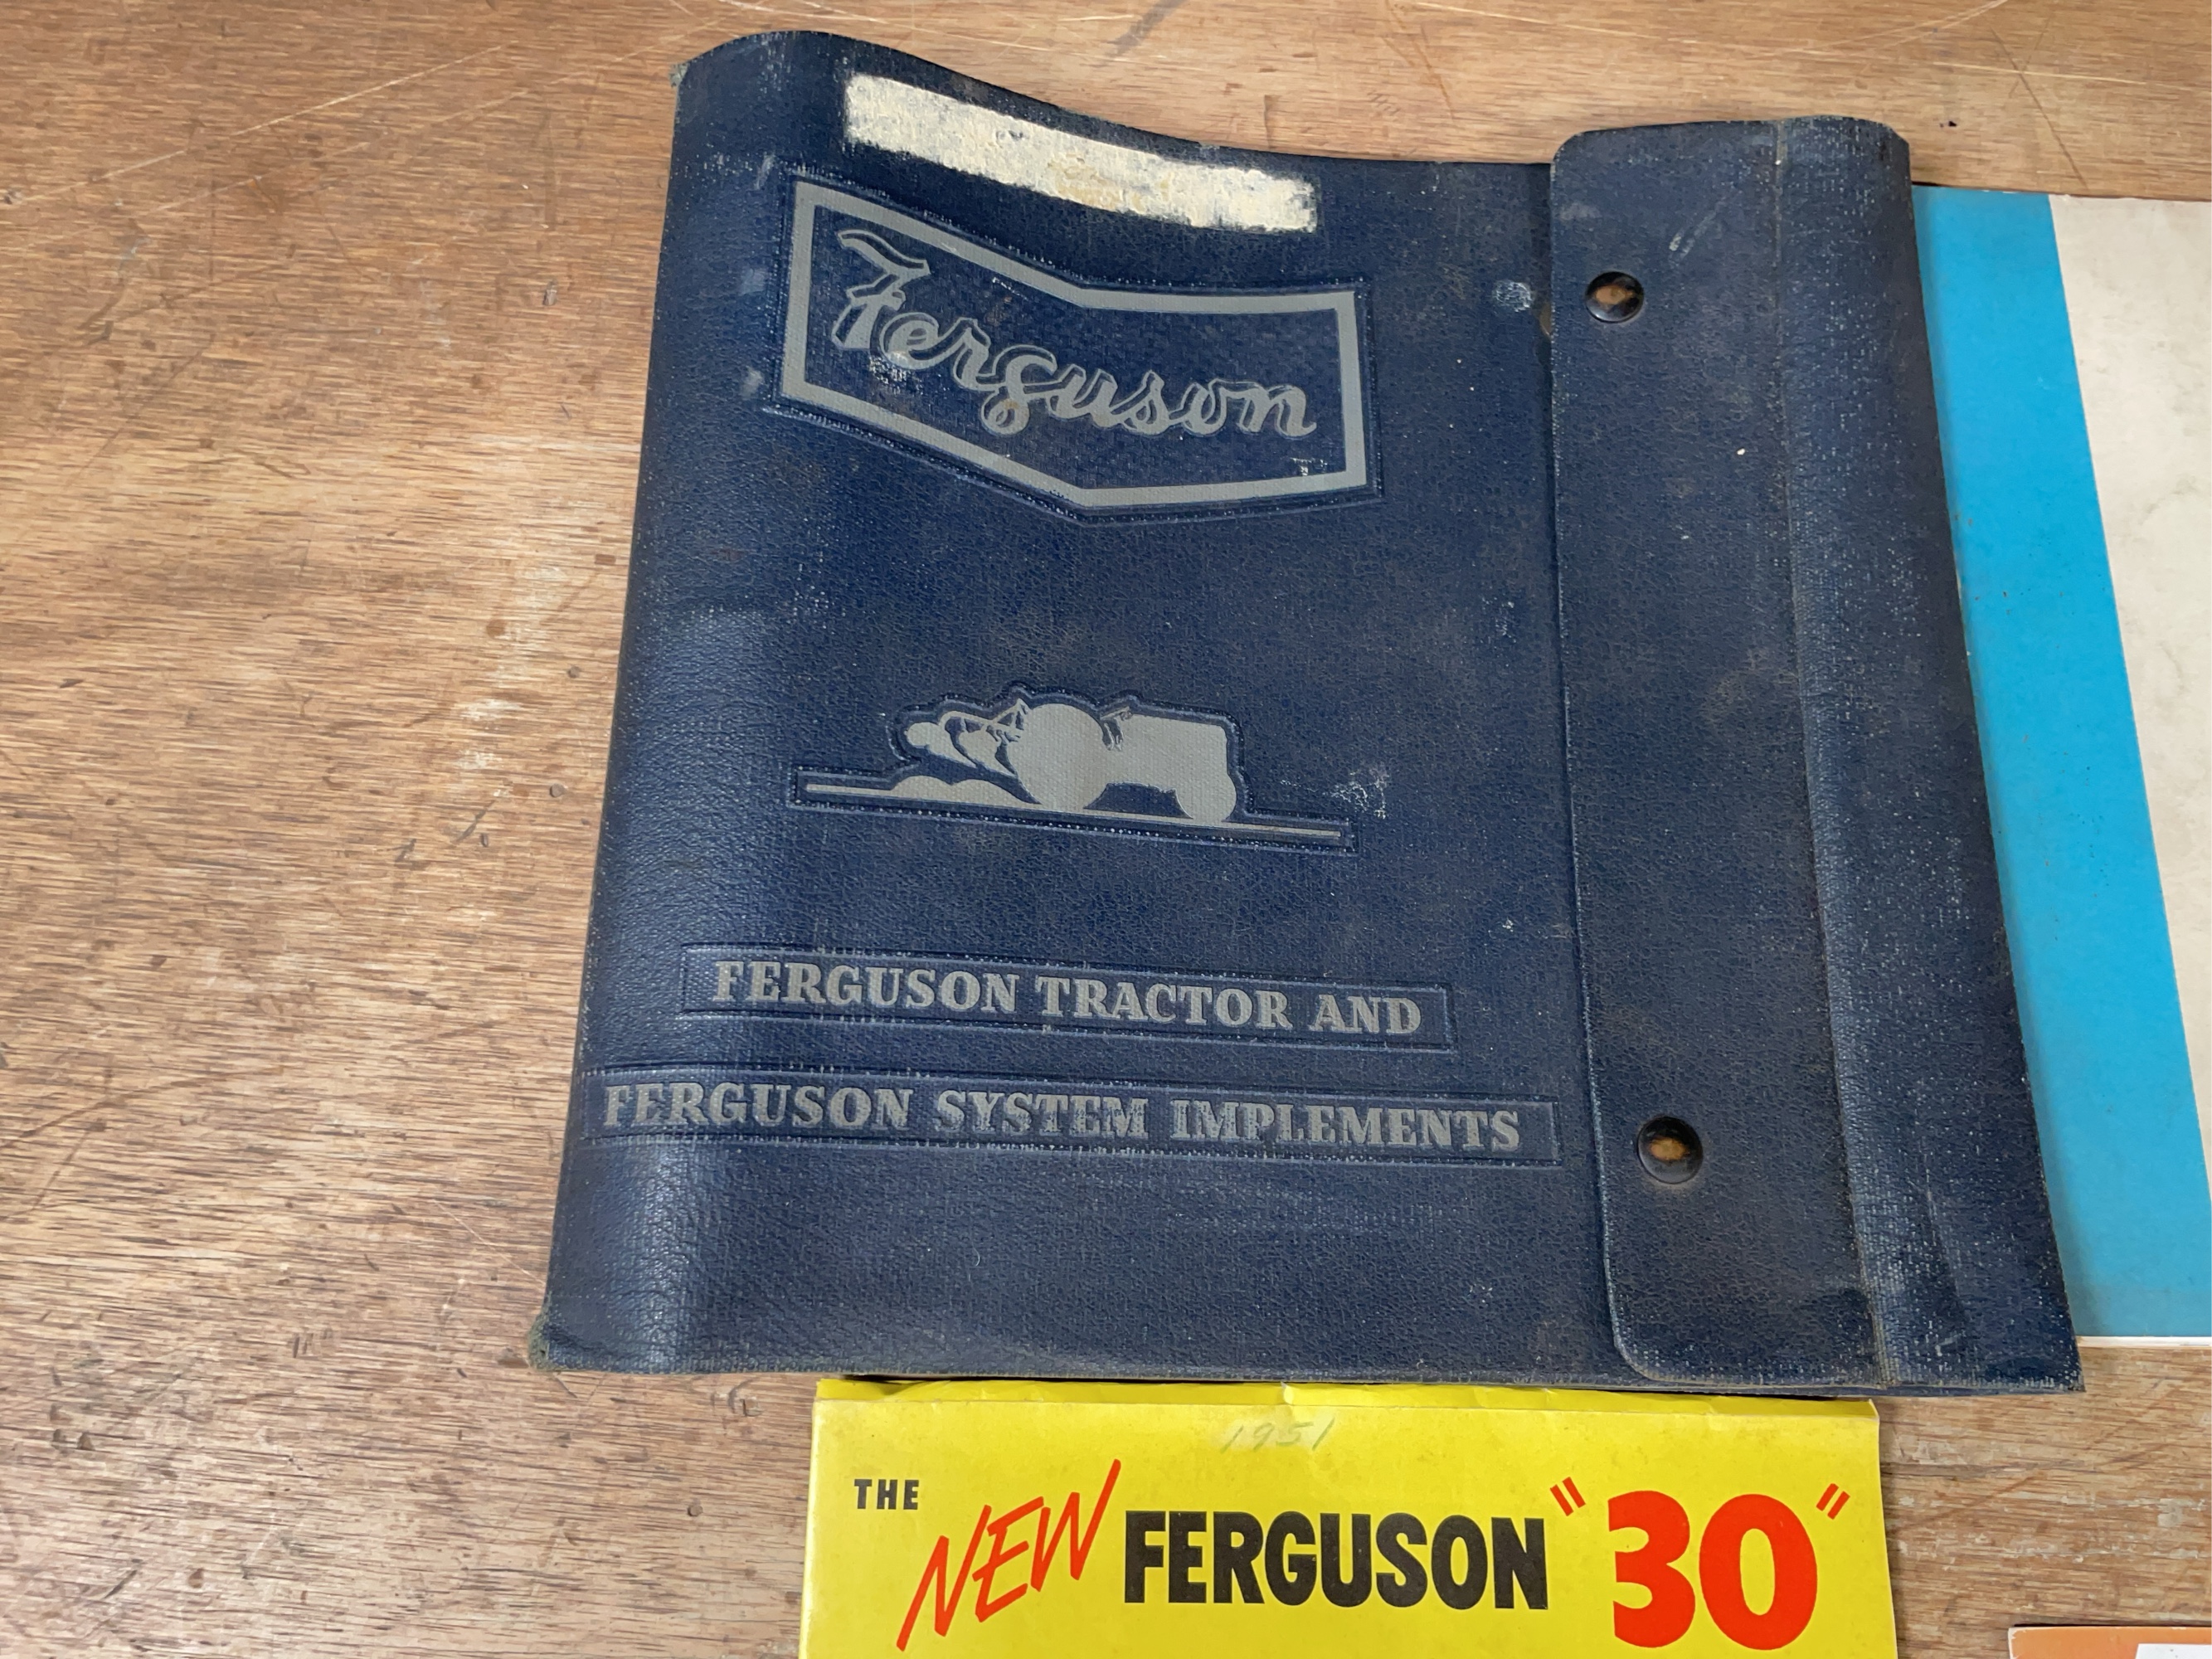 Ferguson
FERGUSON TRACTOR AND
FERGUSON SYSTEM IMPLEMENTS
1951
THE NEW FERGUSON "30"